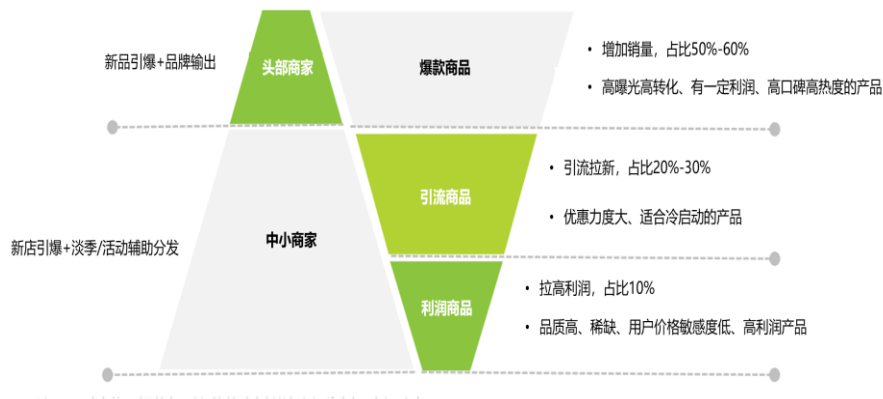 新品引爆+品牌输出
头部商家
爆款商品
• 增加销量，占比50%-60%
• 高曝光高转化、有一定利润、高口碑高热度的产品
新店引爆+淡季/活动辅助分发
中小商家
引流商品
• 引流拉新，占比20%-30%
• 优惠力度大、适合冷启动的产品
利润商品
• 拉高利润，占比10%
• 品质高、稀缺、用户价格敏感度低、高利润产品